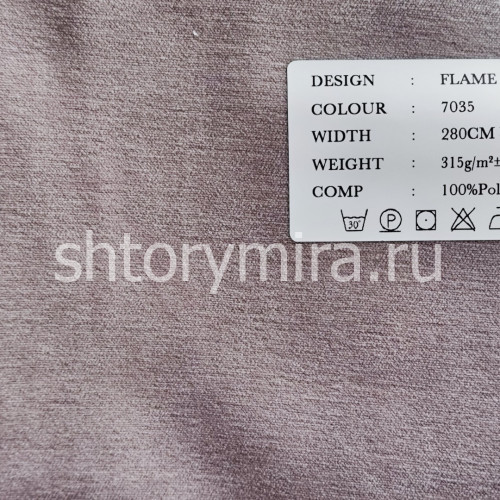 DESIGN : FLAME
COLOUR : 7035
WIDTH : 280CM
WEIGHT : 315g/m²±
COMP : 100%Pol
30° P
shtorymira.ru